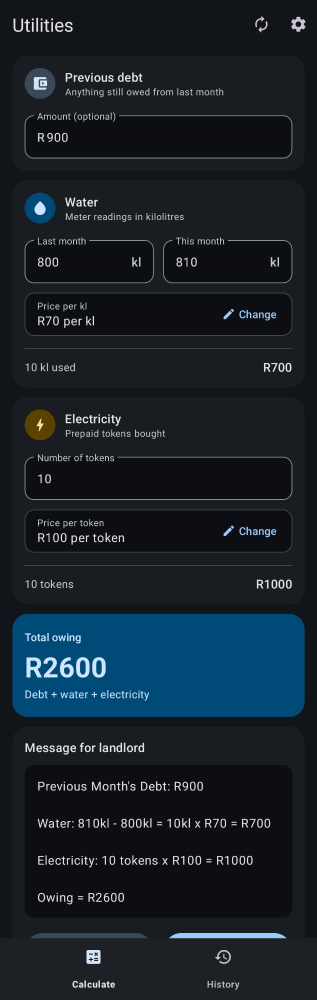 Utilities
Previous debt
Anything still owed from last month
Amount (optional)
R 900
Water
Meter readings in kilolitres
Last month
800 kl
This month
810 kl
Price per kl
R70 per kl
Change
10 kl used R700
Electricity
Prepaid tokens bought
Number of tokens
10
Price per token
R100 per token
Change
10 tokens R1000
Total owing
R2600
Debt + water + electricity
Message for landlord
Previous Month's Debt: R900
Water: 810kl - 800kl = 10kl x R70 = R700
Electricity: 10 tokens x R100 = R1000
Owing = R2600
Calculate History